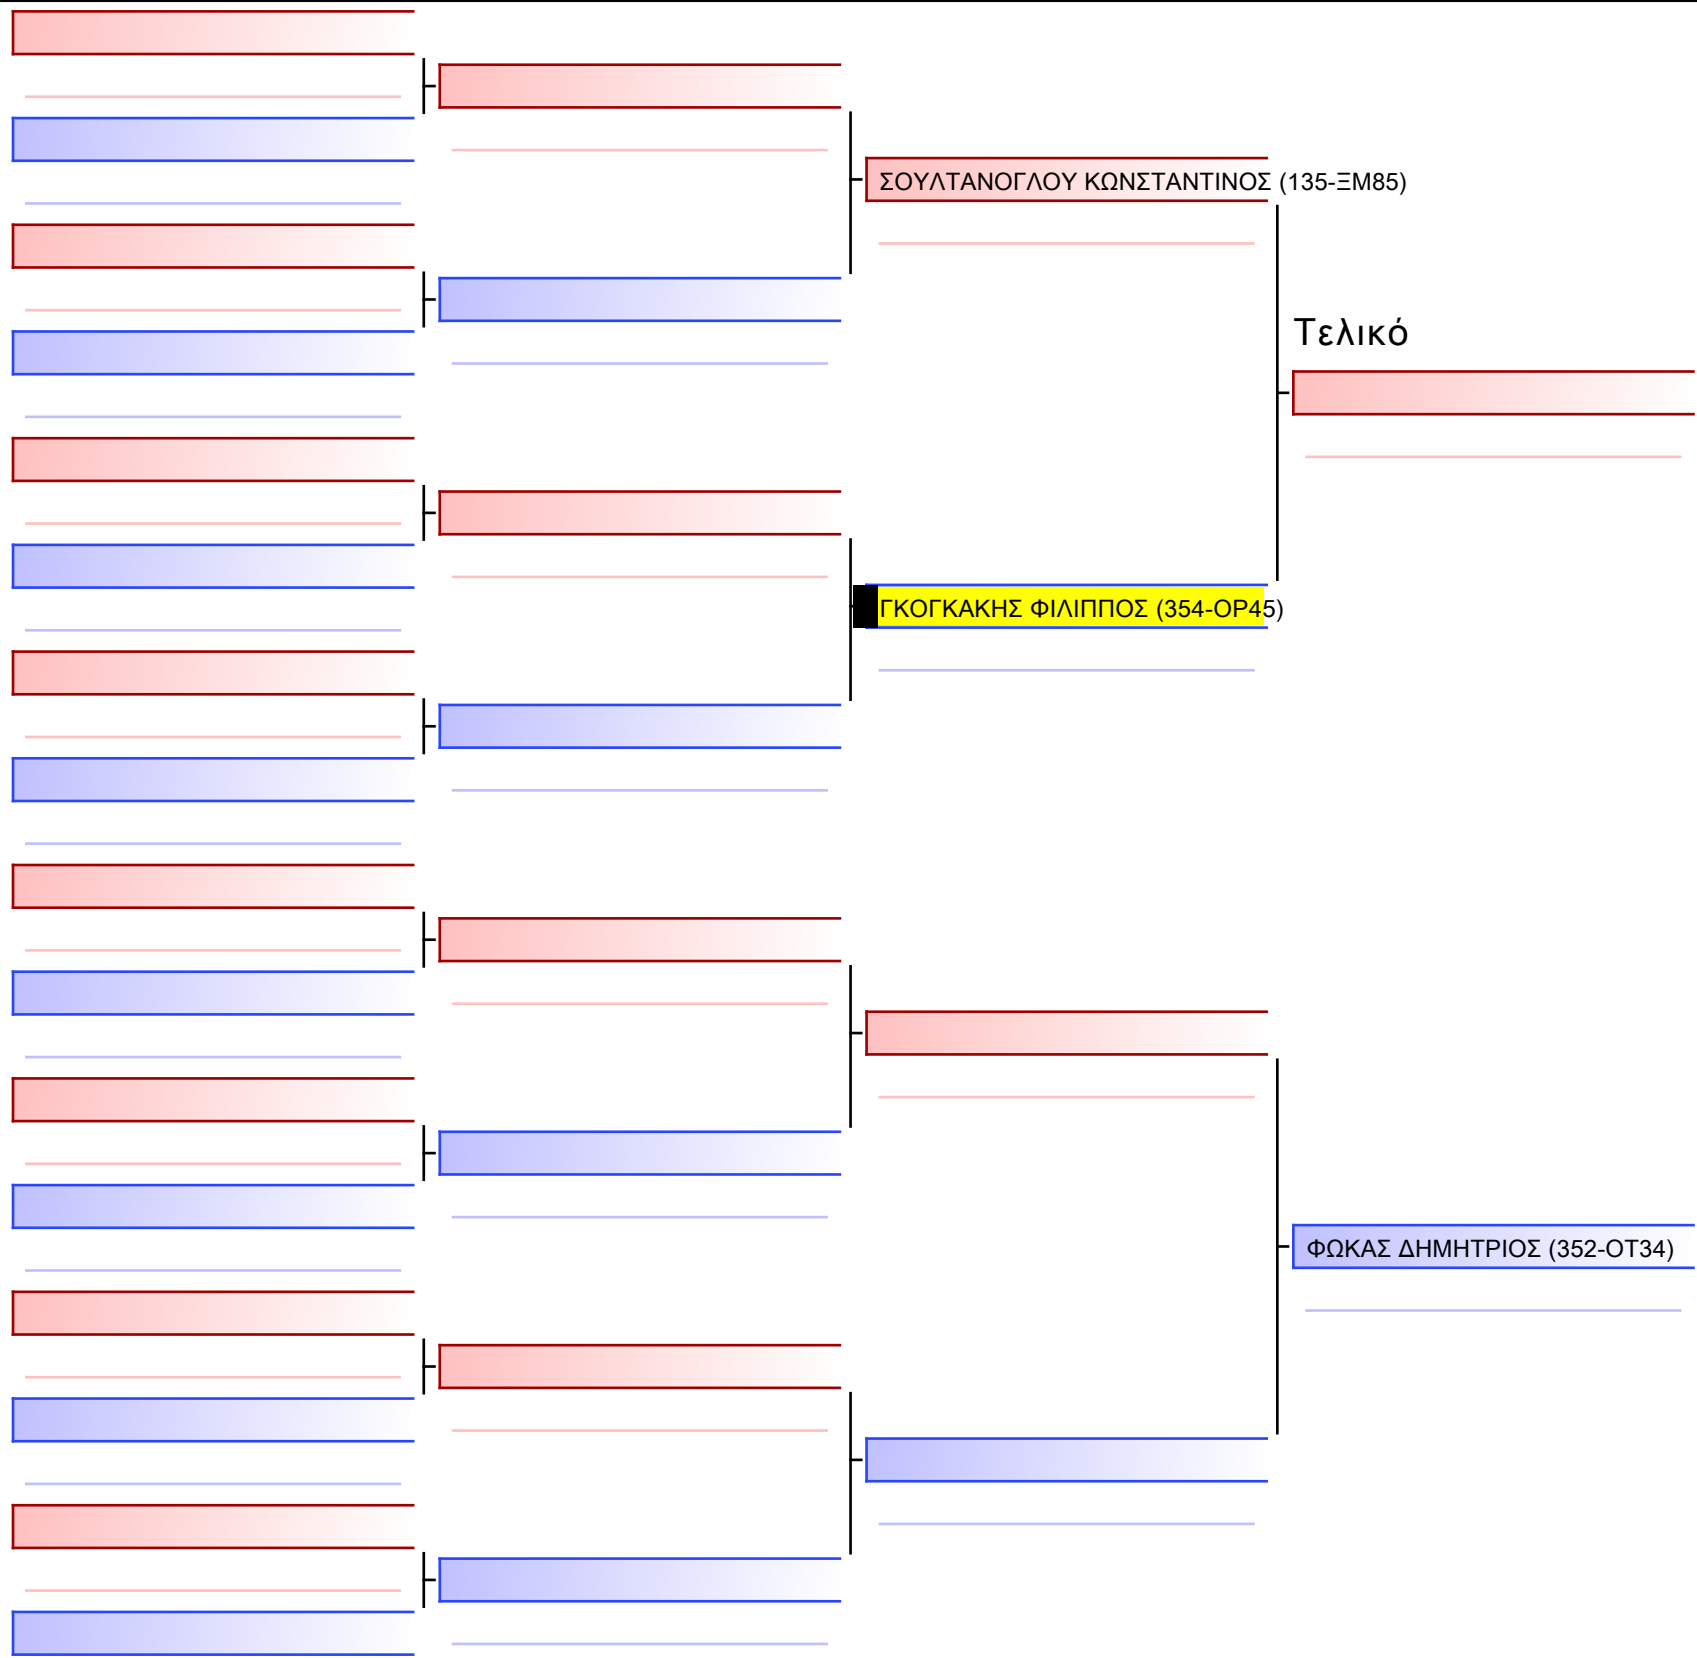 ΣΟΥΛΤΑΝΟΓΛΟΥ ΚΩΝΣΤΑΝΤΙΝΟΣ (135-ΞΜ85)
Τελικό
ΓΚΟΓΚΑΚΗΣ ΦΙΛΙΠΠΟΣ (354-ΟΡ45)
ΦΩΚΑΣ ΔΗΜΗΤΡΙΟΣ (352-ΟΤ34)